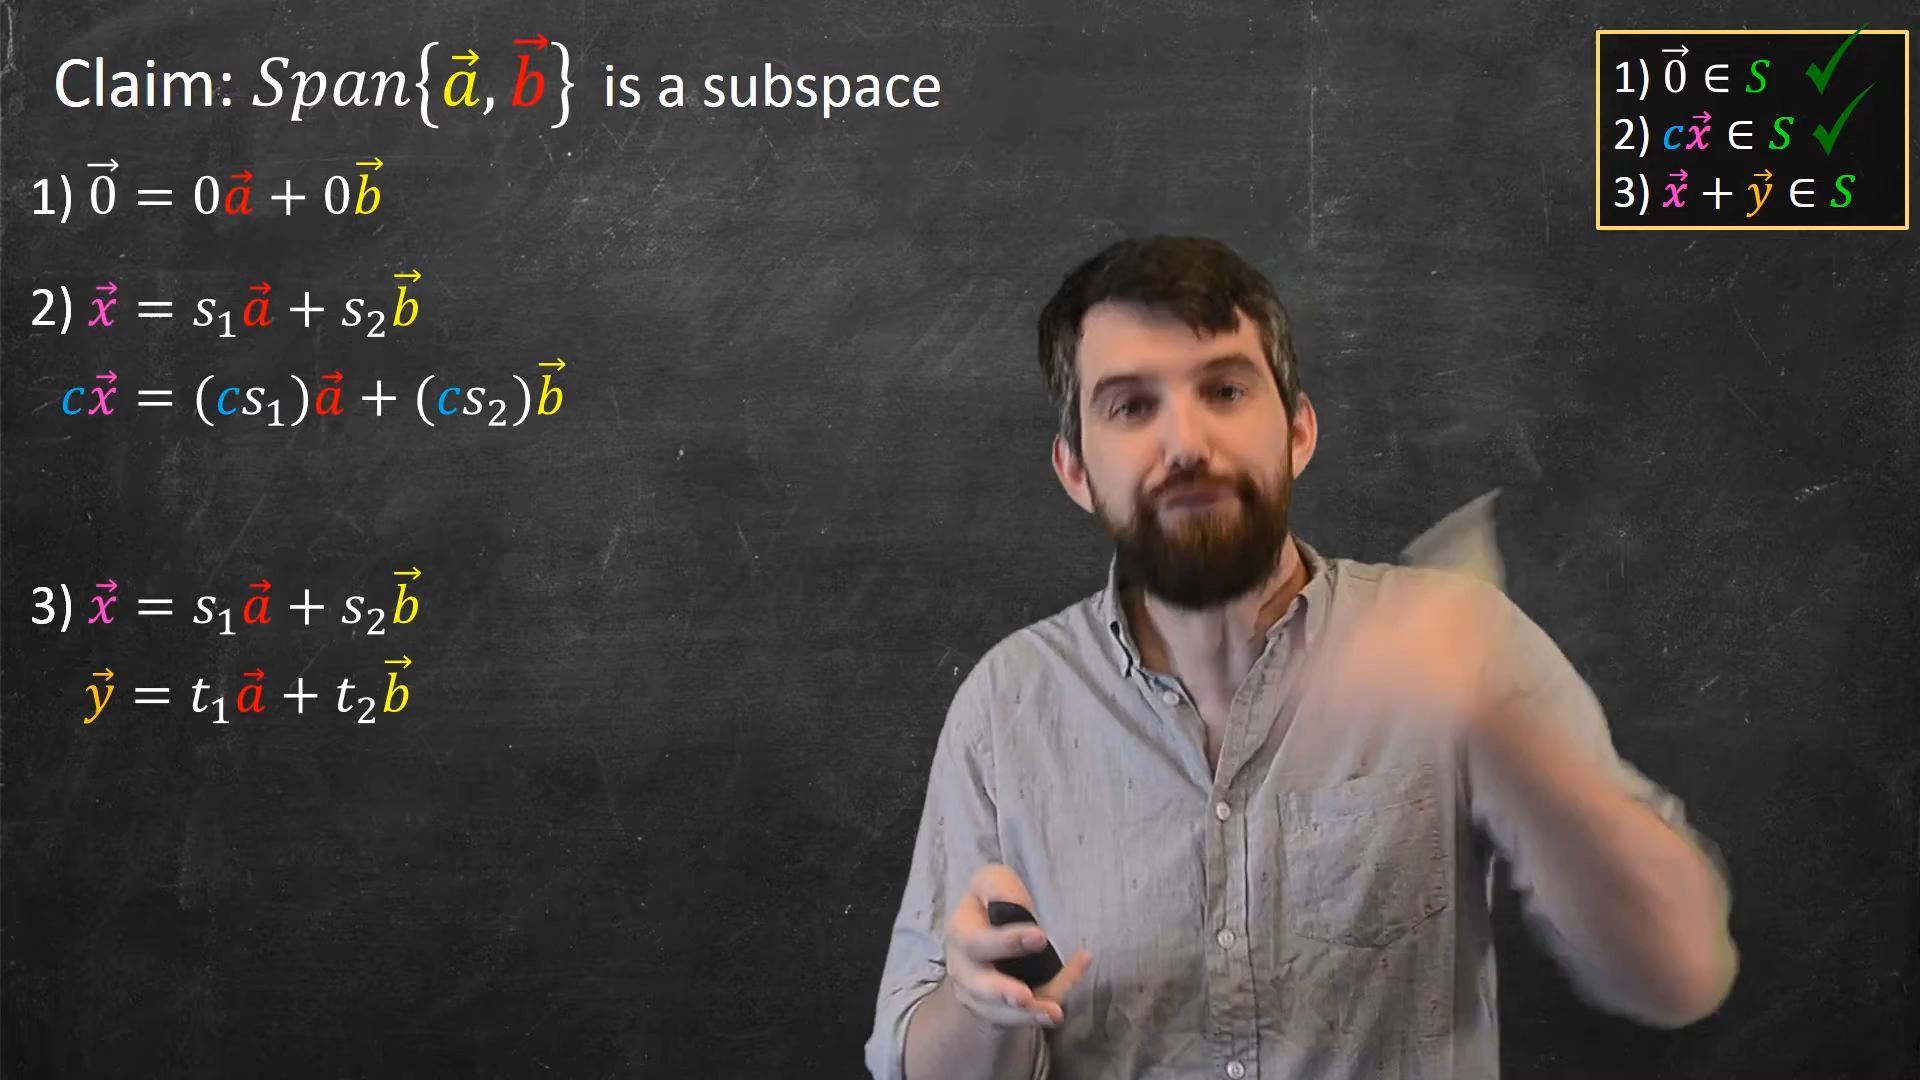 Claim: Span{a⃗, b⃗} is a subspace
1) 0⃗ = 0a⃗ + 0b⃗
2) x⃗ = s₁a⃗ + s₂b⃗
cx⃗ = (cs₁)a⃗ + (cs₂)b⃗
3) x⃗ = s₁a⃗ + s₂b⃗
y⃗ = t₁a⃗ + t₂b⃗
1) 0⃗ ∈ S ✓
2) cx⃗ ∈ S ✓
3) x⃗ + y⃗ ∈ S